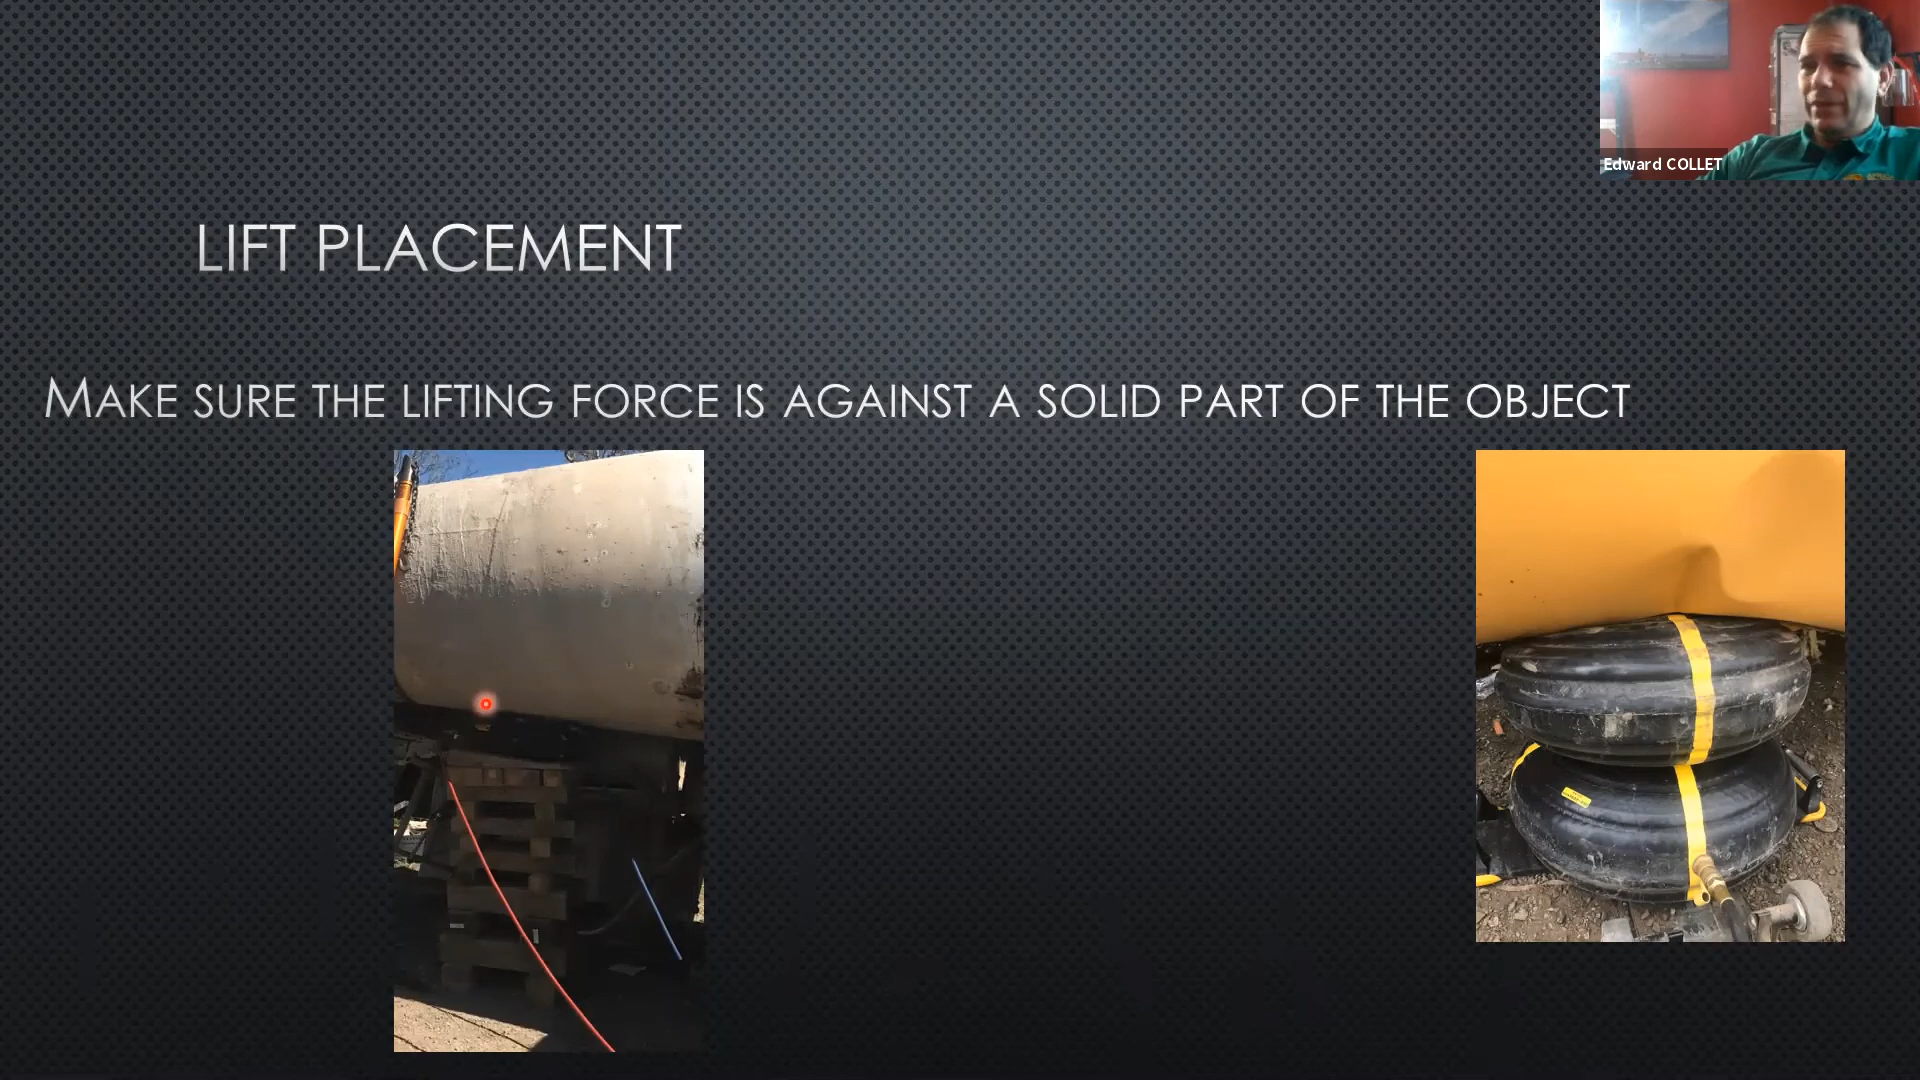 Edward COLLET
LIFT PLACEMENT
MAKE SURE THE LIFTING FORCE IS AGAINST A SOLID PART OF THE OBJECT